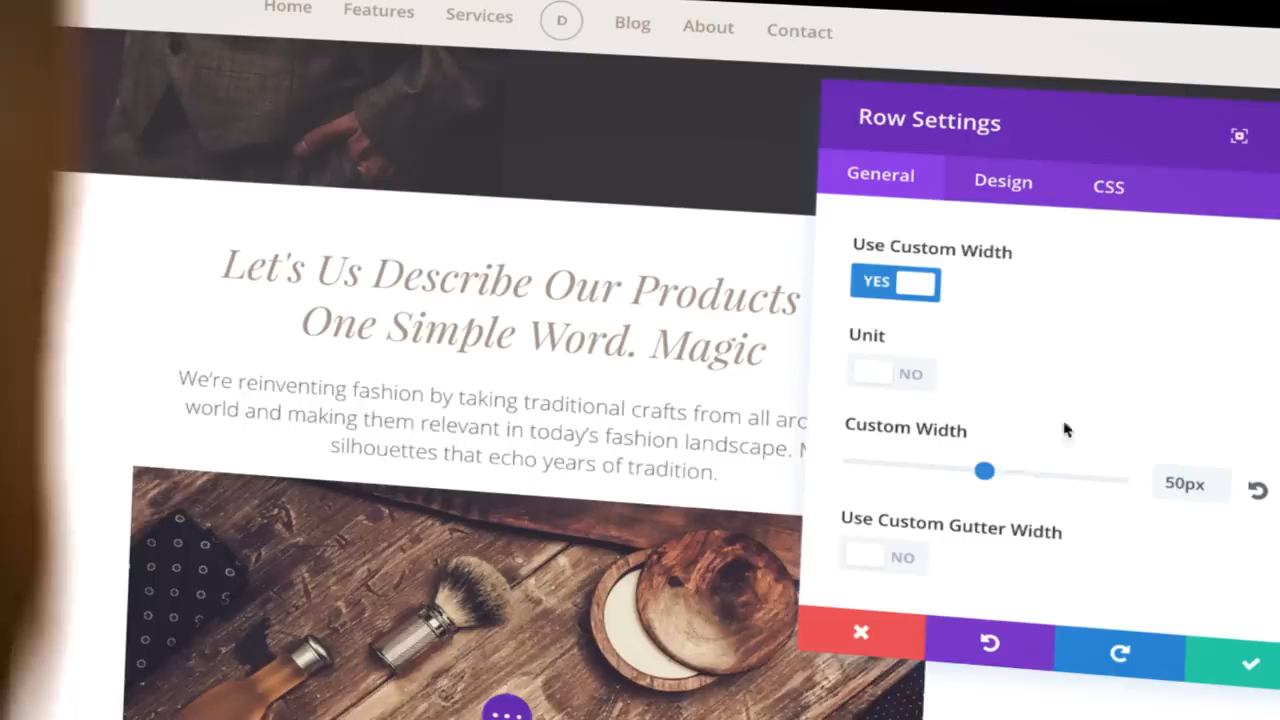 Home Features Services D Blog About Contact
Row Settings
General Design CSS
Let's Us Describe Our Products
One Simple Word. Magic
We're reinventing fashion by taking traditional crafts from all
world and making them relevant in today's fashion landscape.
silhouettes that echo years of tradition.
Use Custom Width
YES
Unit
NO
Custom Width
50px
Use Custom Gutter Width
NO